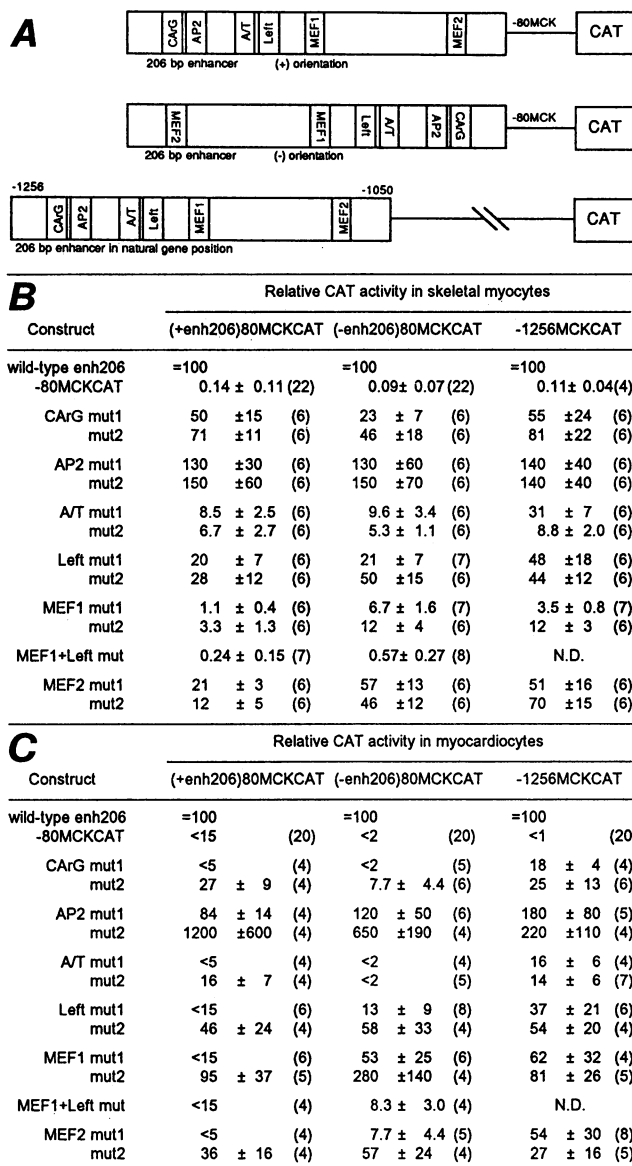 A
CArG AP2 A/T Left MEF1 MEF2 -80MCK CAT
206 bp enhancer (+) orientation
MEF2 MEF1 Left A/T AP2 CArG -80MCK CAT
206 bp enhancer (-) orientation
-1256 -1050
CArG AP2 A/T Left MEF1 MEF2 CAT
206 bp enhancer in natural gene position
B Relative CAT activity in skeletal myocytes
Construct (+enh206)80MCKCAT (-enh206)80MCKCAT -1256MCKCAT
wild-type enh206 =100 =100 =100
-80MCKCAT 0.14 ± 0.11 (22) 0.09± 0.07 (22) 0.11± 0.04(4)
CArG mut1 50 ±15 (6) 23 ± 7 (6) 55 ±24 (6)
mut2 71 ±11 (6) 46 ±18 (6) 81 ±22 (6)
AP2 mut1 130 ±30 (6) 130 ±60 (6) 140 ±40 (6)
mut2 150 ±60 (6) 150 ±70 (6) 140 ±40 (6)
A/T mut1 8.5 ± 2.5 (6) 9.6 ± 3.4 (6) 31 ± 7 (6)
mut2 6.7 ± 2.7 (6) 5.3 ± 1.1 (6) 8.8 ± 2.0 (6)
Left mut1 20 ± 7 (6) 21 ± 7 (7) 48 ±18 (6)
mut2 28 ±12 (6) 50 ±15 (6) 44 ±12 (6)
MEF1 mut1 1.1 ± 0.4 (6) 6.7 ± 1.6 (7) 3.5 ± 0.8 (7)
mut2 3.3 ± 1.3 (6) 12 ± 4 (6) 12 ± 3 (6)
MEF1+Left mut 0.24 ± 0.15 (7) 0.57± 0.27 (8) N.D.
MEF2 mut1 21 ± 3 (6) 57 ±13 (6) 51 ±16 (6)
mut2 12 ± 5 (6) 46 ±12 (6) 70 ±15 (6)
C Relative CAT activity in myocardiocytes
Construct (+enh206)80MCKCAT (-enh206)80MCKCAT -1256MCKCAT
wild-type enh206 =100 =100 =100
-80MCKCAT <15 (20) <2 (20) <1 (20
CArG mut1 <5 (4) <2 (5) 18 ± 4 (4)
mut2 27 ± 9 (4) 7.7 ± 4.4 (6) 25 ± 13 (6)
AP2 mut1 84 ± 14 (4) 120 ± 50 (6) 180 ± 80 (5)
mut2 1200 ±600 (4) 650 ±190 (4) 220 ±110 (4)
A/T mut1 <5 (4) <2 (4) 16 ± 6 (4)
mut2 16 ± 7 (4) <2 (5) 14 ± 6 (7)
Left mut1 <15 (6) 13 ± 9 (8) 37 ± 21 (6)
mut2 46 ± 24 (4) 58 ± 33 (4) 54 ± 20 (4)
MEF1 mut1 <15 (6) 53 ± 25 (6) 62 ± 32 (4)
mut2 95 ± 37 (5) 280 ±140 (4) 81 ± 26 (5)
MEF1+Left mut <15 (4) 8.3 ± 3.0 (4) N.D.
MEF2 mut1 <5 (4) 7.7 ± 4.4 (5) 54 ± 30 (8)
mut2 36 ± 16 (4) 57 ± 24 (4) 27 ± 16 (5)